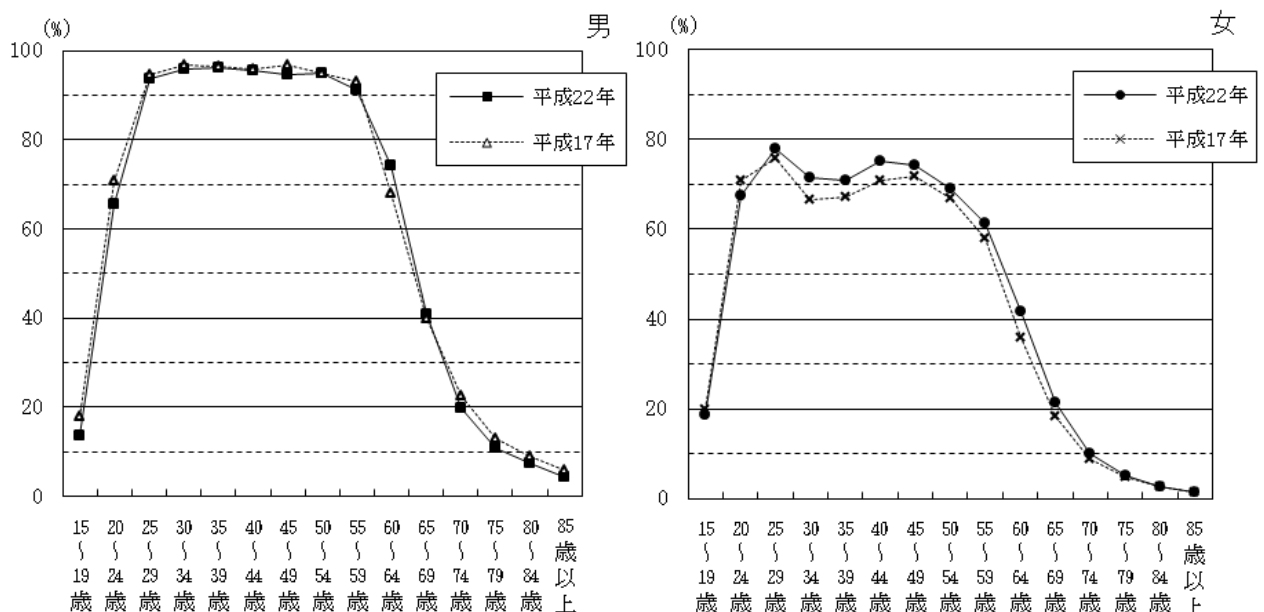 (%)
男
100
80
60
40
20
0
平成22年
平成17年
15～19歳
20～24歳
25～29歳
30～34歳
35～39歳
40～44歳
45～49歳
50～54歳
55～59歳
60～64歳
65～69歳
70～74歳
75～79歳
80～84歳
85歳以上
(%)
女
100
80
60
40
20
0
平成22年
平成17年
15～19歳
20～24歳
25～29歳
30～34歳
35～39歳
40～44歳
45～49歳
50～54歳
55～59歳
60～64歳
65～69歳
70～74歳
75～79歳
80～84歳
85歳以上